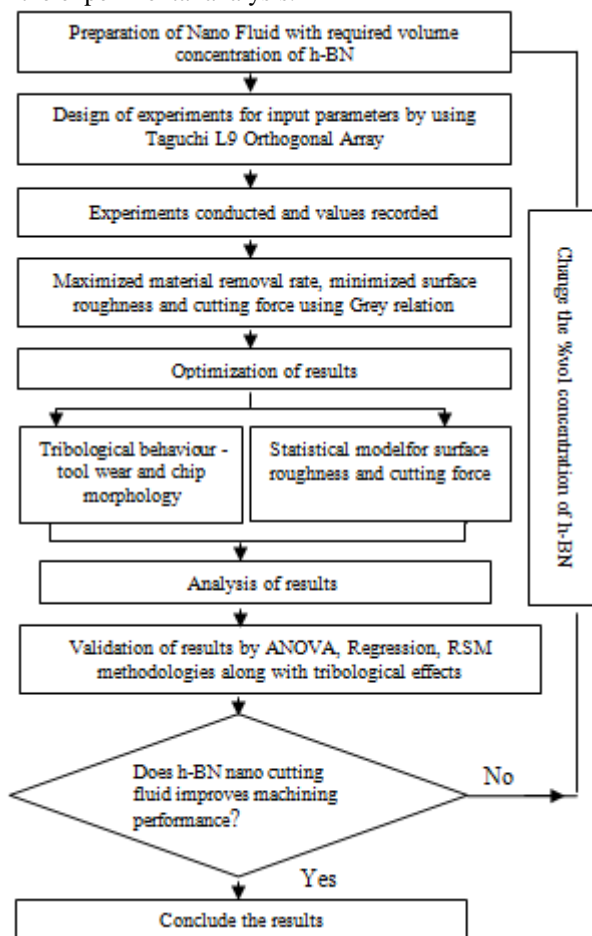 the experimental analysis.
Preparation of Nano Fluid with required volume
concentration of h-BN
Design of experiments for input parameters by using
Taguchi L9 Orthogonal Array
Experiments conducted and values recorded
Maximized material removal rate, minimized surface
roughness and cutting force using Grey relation
Optimization of results
Tribological behaviour -
tool wear and chip
morphology
Statistical modelfor surface
roughness and cutting force
Analysis of results
Validation of results by ANOVA, Regression, RSM
methodologies along with tribological effects
Does h-BN nano cutting
fluid improves machining
performance?
No
Change the %vol concentration of h-BN
Yes
Conclude the results